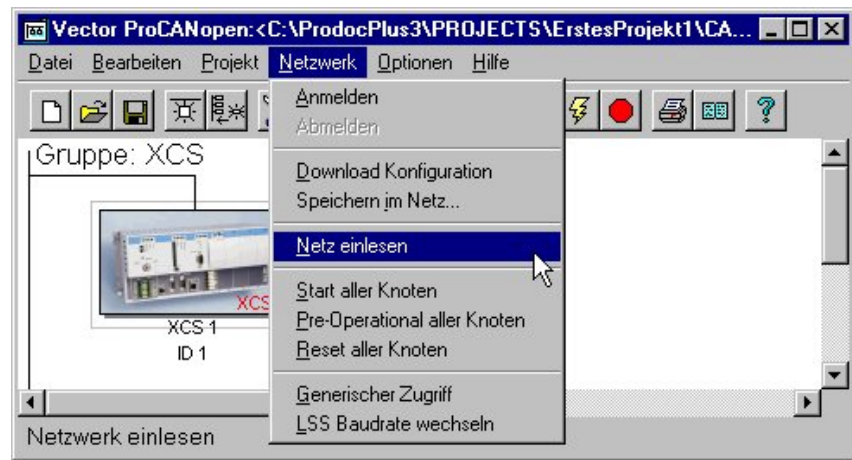 Vector ProCANopen:<C:\ProdocPlus3\PROJECTS\ErstesProjekt1\CA...
Datei Bearbeiten Projekt Netzwerk Optionen Hilfe
Anmelden
Abmelden
Download Konfiguration
Speichern im Netz...
Netz einlesen
Start aller Knoten
Pre-Operational aller Knoten
Reset aller Knoten
Generischer Zugriff
LSS Baudrate wechseln
Gruppe: XCS
XCS
XCS 1
ID 1
Netzwerk einlesen